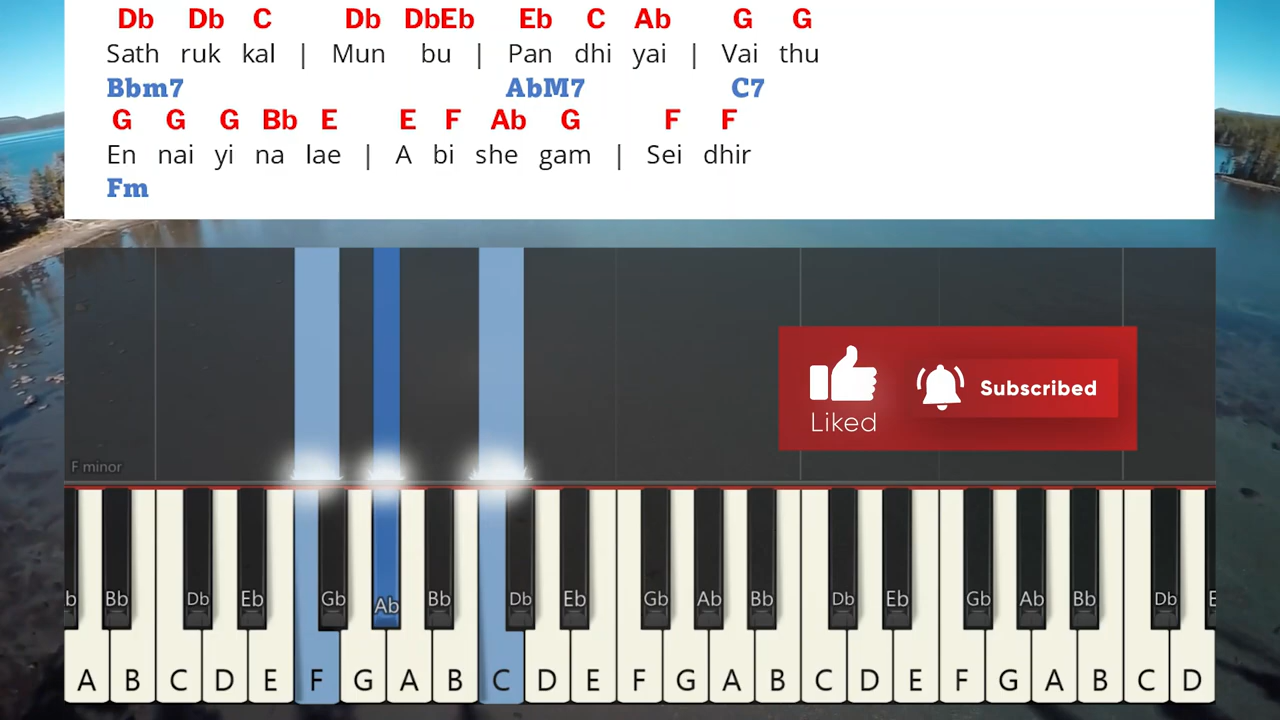 Db Db C Db DbEb Eb C Ab G G
Sath ruk kal | Mun bu | Pan dhi yai | Vai thu
Bbm7 AbM7 C7
G G G Bb E E F Ab G F F
En nai yi na lae | A bi she gam | Sei dhir
Fm
Liked
Subscribed
F minor
b Bb Db Eb Gb Ab Bb Db Eb Gb Ab Bb Db Eb Gb Ab Bb Db E
A B C D E F G A B C D E F G A B C D E F G A B C D